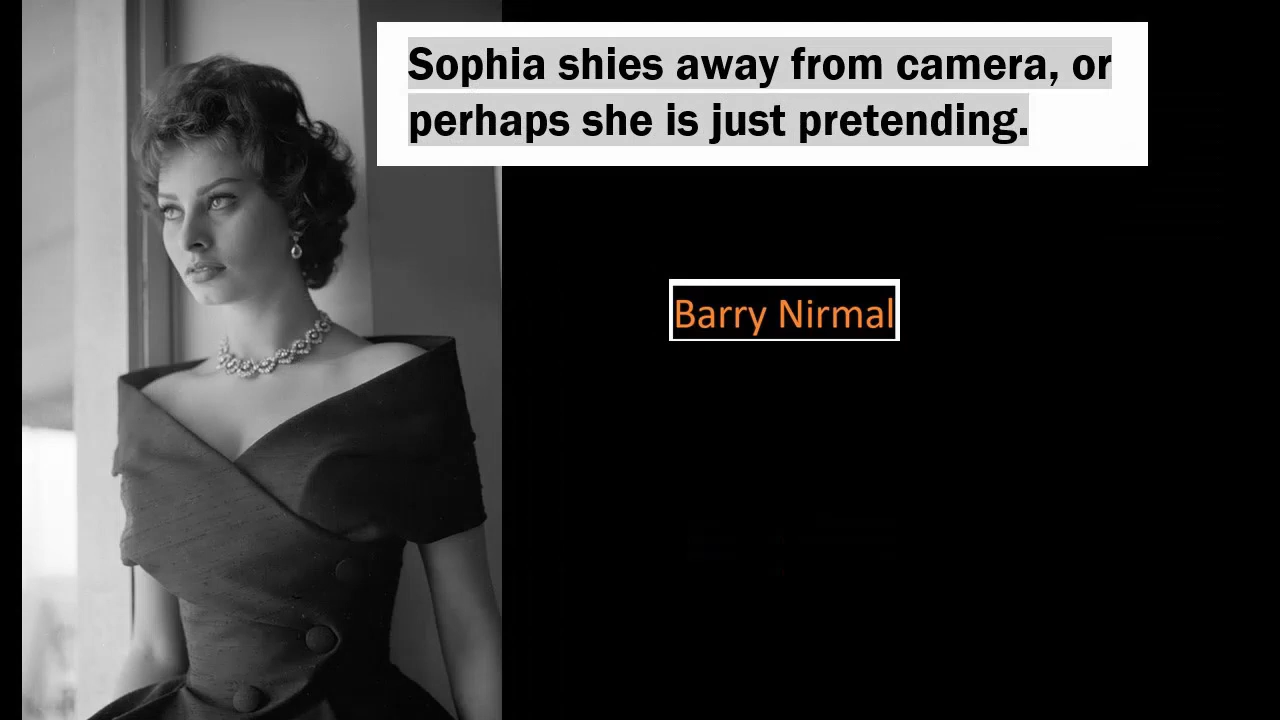 Sophia shies away from camera, or
perhaps she is just pretending.
Barry Nirmal